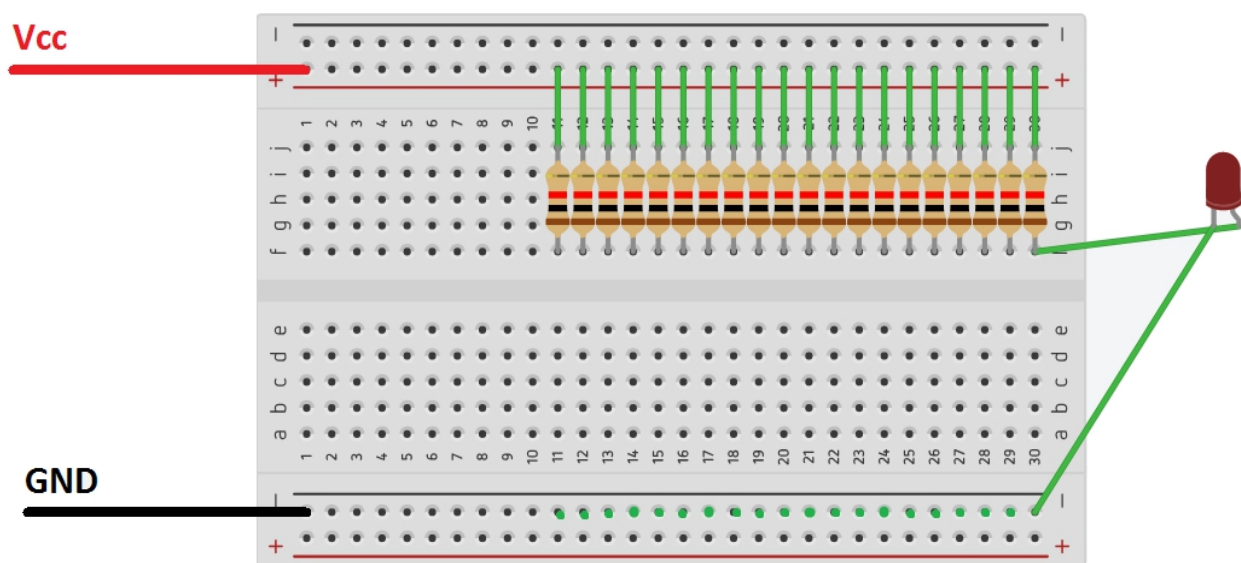 Vcc
− −
+ +
1 2 3 4 5 6 7 8 9 10
j j
i i
h h
g g
f
e e
d d
c c
b b
a a
1 2 3 4 5 6 7 8 9 10 11 12 13 14 15 16 17 18 19 20 21 22 23 24 25 26 27 28 29 30
GND
− −
+ +